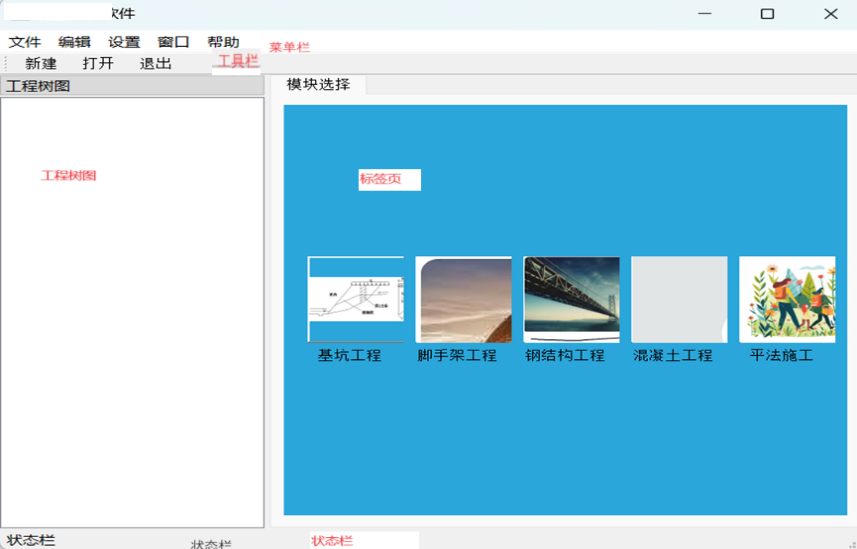 软件
文件 编辑 设置 窗口 帮助 菜单栏
新建 打开 退出 工具栏
工程树图 模块选择
工程树图 标签页
基坑工程 脚手架工程 钢结构工程 混凝土工程 平法施工
状态栏 状态栏 状态栏